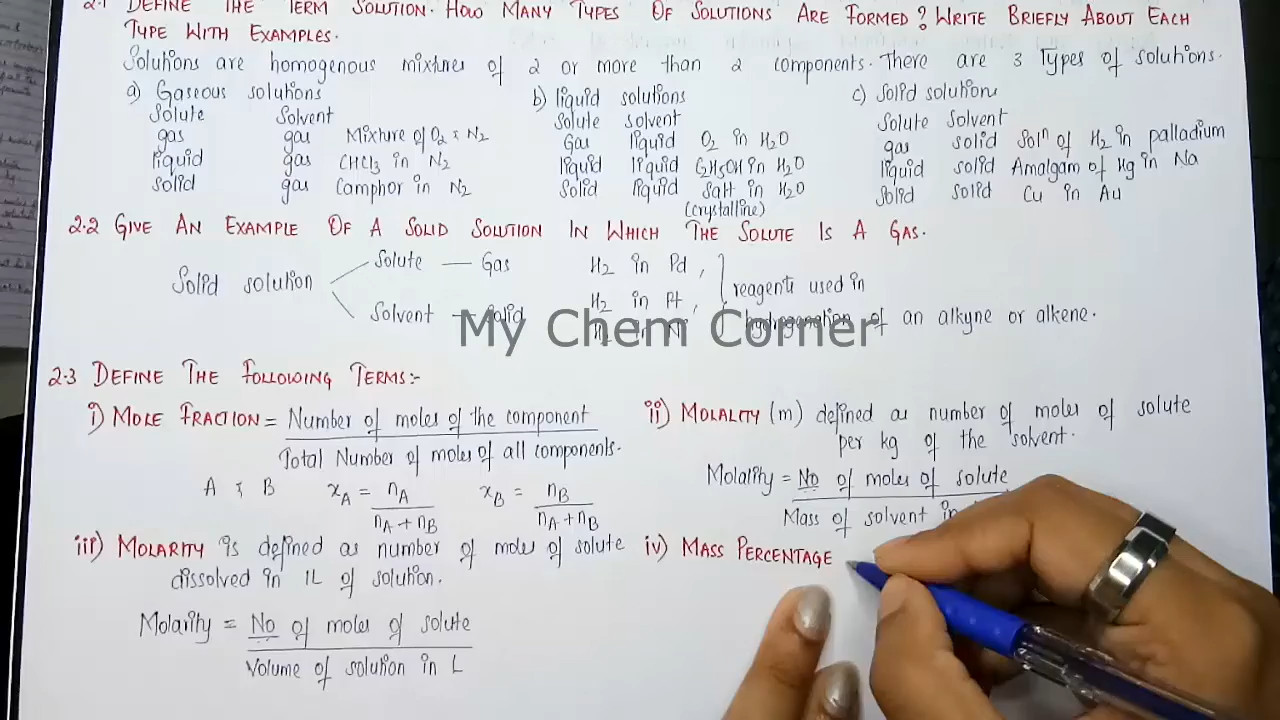 2.1 DEFINE THE TERM SOLUTION. HOW MANY TYPES OF SOLUTIONS ARE FORMED? WRITE BRIEFLY ABOUT EACH
TYPE WITH EXAMPLES.
Solutions are homogenous mixtures of 2 or more than 2 components. There are 3 Types of solutions.
a) Gaseous solutions
Solute Solvent
gas gas Mixture of O2 & N2
liquid gas CHCl3 in N2
solid gas Camphor in N2
b) liquid solutions
Solute solvent
Gas liquid O2 in H2O
liquid liquid C2H5OH in H2O
Solid liquid Salt in H2O
(crystalline)
c) Solid solution
Solute Solvent
gas solid Solⁿ of H2 in palladium
liquid solid Amalgam of Hg in Na
Solid solid Cu in Au
2.2 GIVE AN EXAMPLE OF A SOLID SOLUTION IN WHICH THE SOLUTE IS A GAS.
Solid solution
Solute — Gas
Solvent — solid
H2 in Pd,
H2 in Pt,
H2 in
reagents used in
hydrogenation of an alkyne or alkene.
My Chem Corner
2.3 DEFINE THE FOLLOWING TERMS:-
i) MOLE FRACTION = Number of moles of the component
Total Number of moles of all components.
A & B xA = nA xB = nB
nA + nB nA + nB
ii) MOLALITY (m) defined as number of moles of solute
per kg of the solvent.
Molality = No of moles of solute
Mass of solvent in
iii) MOLARITY is defined as number of moles of solute
dissolved in 1L of solution.
Molarity = No of moles of solute
Volume of solution in L
iv) MASS PERCENTAGE